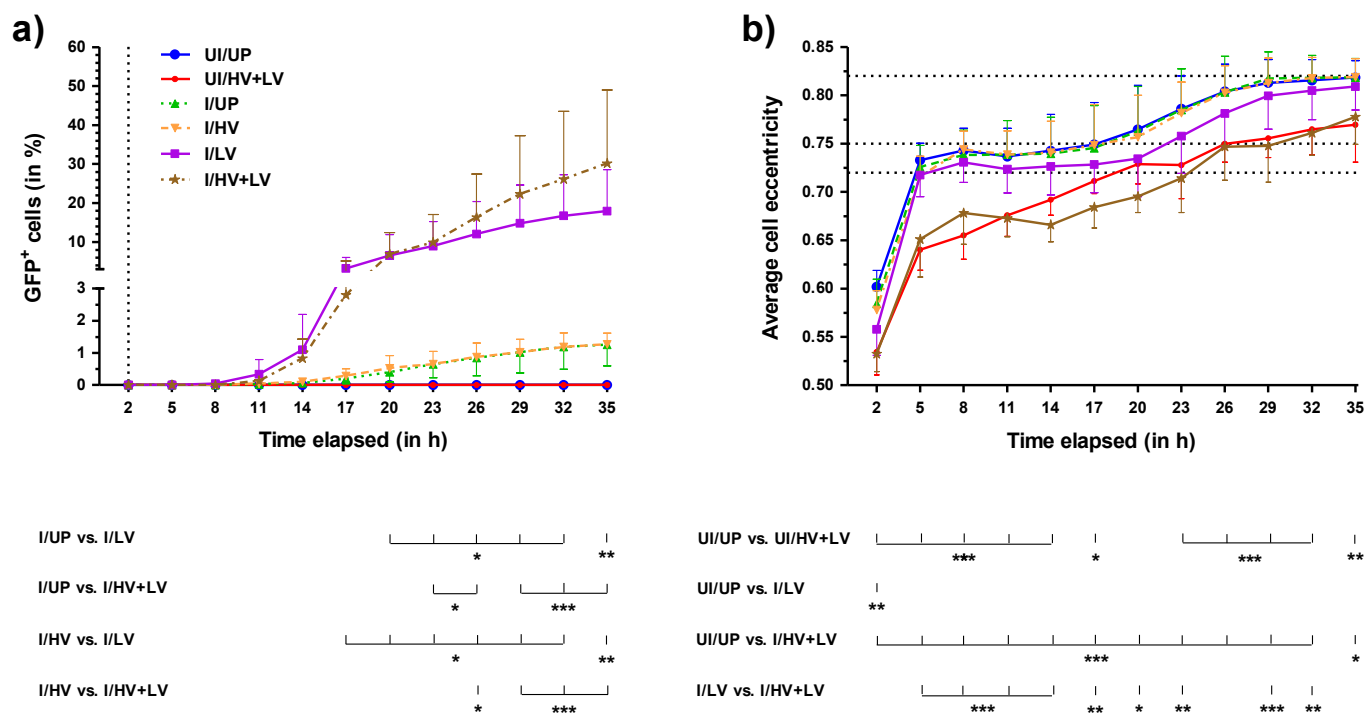 a)
60
50
40
30
20
10
3
2
1
0
GFP+ cells (in %)
UI/UP
UI/HV+LV
I/UP
I/HV
I/LV
I/HV+LV
2 5 8 11 14 17 20 23 26 29 32 35
Time elapsed (in h)
I/UP vs. I/LV
* **
I/UP vs. I/HV+LV
* ***
I/HV vs. I/LV
* **
I/HV vs. I/HV+LV
* ***
b)
0.85
0.80
0.75
0.70
0.65
0.60
0.55
0.50
Average cell eccentricity
2 5 8 11 14 17 20 23 26 29 32 35
Time elapsed (in h)
UI/UP vs. UI/HV+LV
*** * *** **
UI/UP vs. I/LV
**
UI/UP vs. I/HV+LV
*** *
I/LV vs. I/HV+LV
*** ** * ** *** **